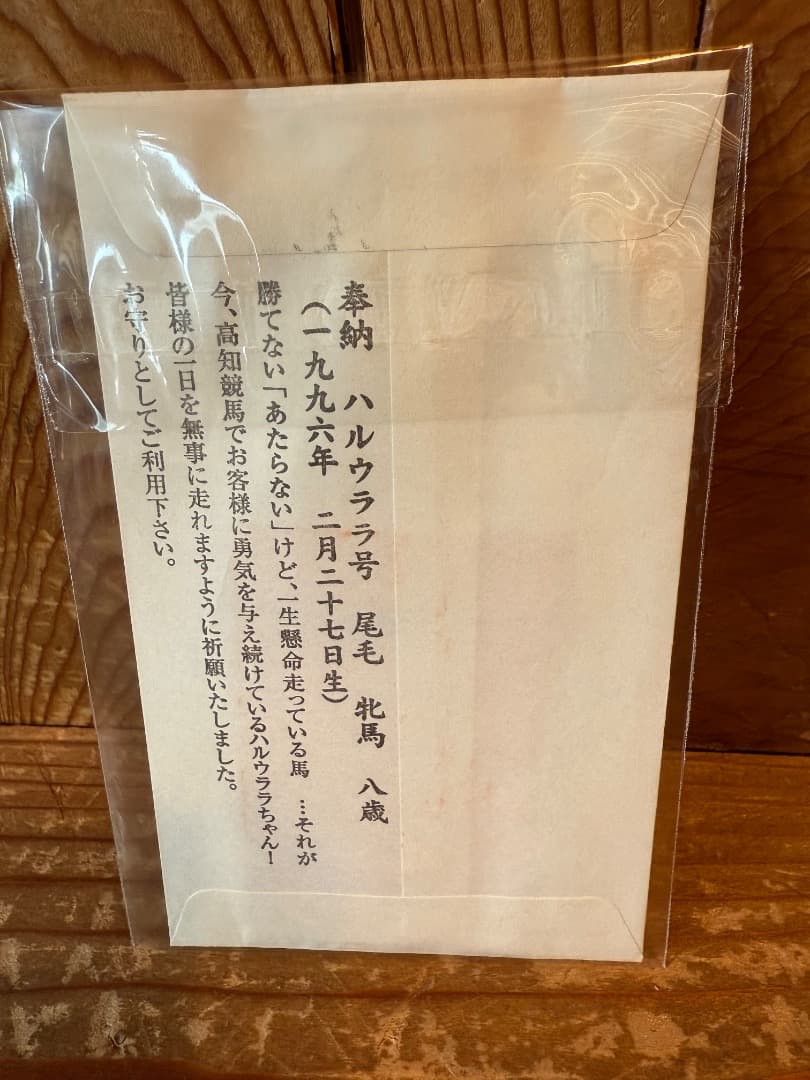 奉納　ハルウララ号　尾毛　牝馬　八歳
（一九九六年　二月二十七日生）
勝てない「あたらない」けど、一生懸命走っている馬　…それが
今、高知競馬でお客様に勇気を与え続けているハルウララちゃん！
皆様の一日を無事に走れますように祈願いたしました。
お守りとしてご利用下さい。